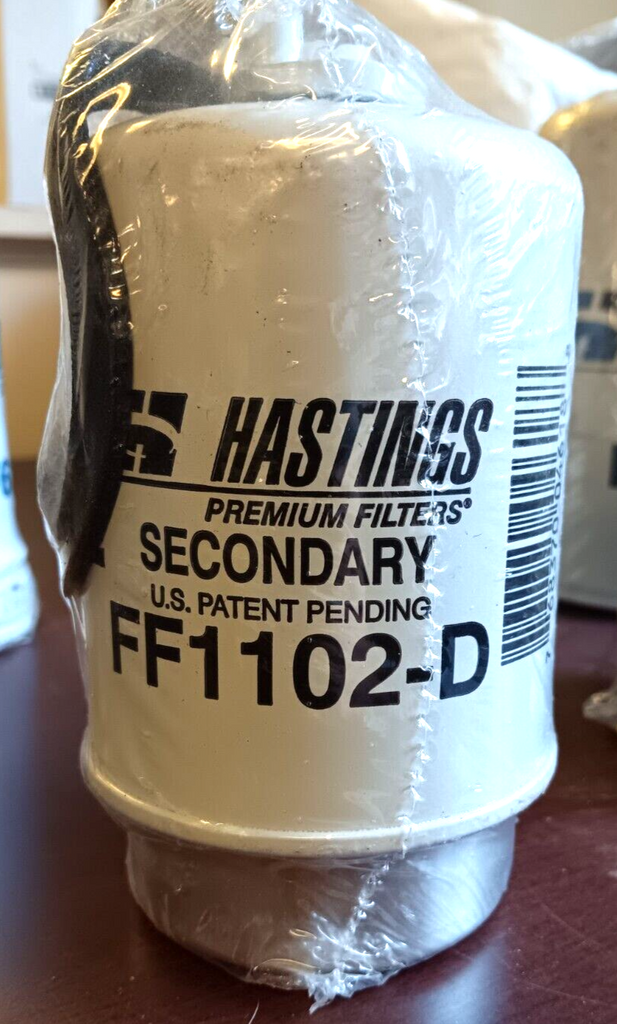 HASTINGS
PREMIUM FILTERS®
SECONDARY
U.S. PATENT PENDING
FF1102-D